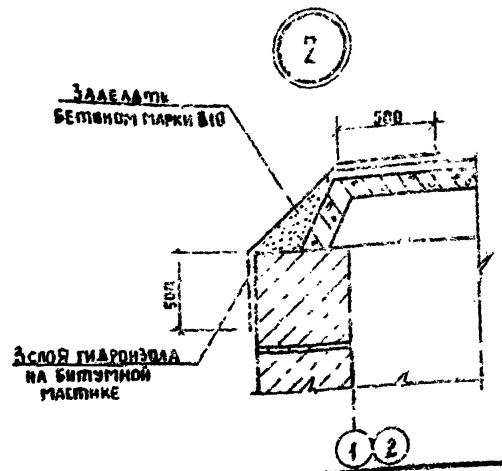 2
ЗАДЕЛАТЬ
БЕТОНОМ МАРКИ В10
500
500
3 СЛОЯ ГИДРОИЗОЛА
НА БИТУМНОЙ
МАСТИКЕ
1 2